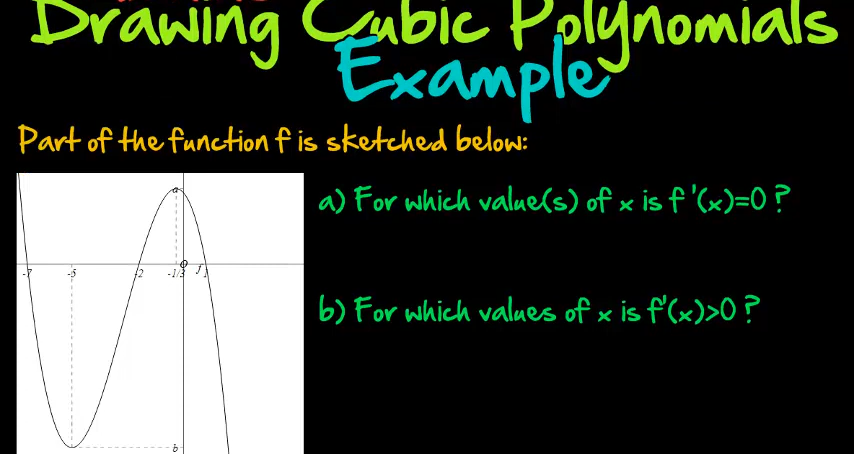 Drawing Cubic Polynomials
Example
Part of the function f is sketched below:
a) For which value(s) of x is f '(x)=0 ?
b) For which values of x is f'(x)>0 ?
a
O
-7 -5 -2 -1/3 f 1
b